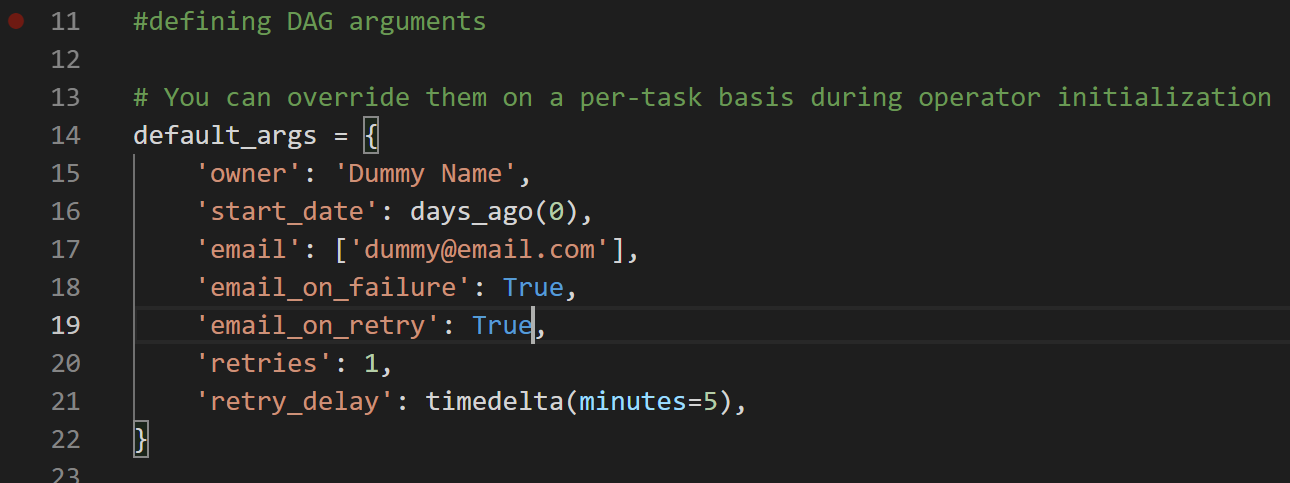 11 #defining DAG arguments
12
13 # You can override them on a per-task basis during operator initialization
14 default_args = {
15     'owner': 'Dummy Name',
16     'start_date': days_ago(0),
17     'email': ['dummy@email.com'],
18     'email_on_failure': True,
19     'email_on_retry': True,
20     'retries': 1,
21     'retry_delay': timedelta(minutes=5),
22 }
23